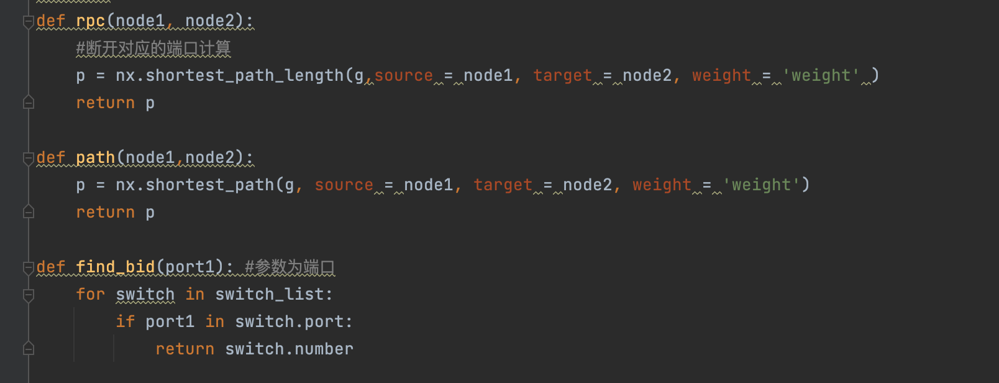 def rpc(node1, node2):
    #断开对应的端口计算
    p = nx.shortest_path_length(g,source = node1, target = node2, weight = 'weight' )
    return p
def path(node1,node2):
    p = nx.shortest_path(g, source = node1, target = node2, weight = 'weight')
    return p
def find_bid(port1): #参数为端口
    for switch in switch_list:
        if port1 in switch.port:
            return switch.number